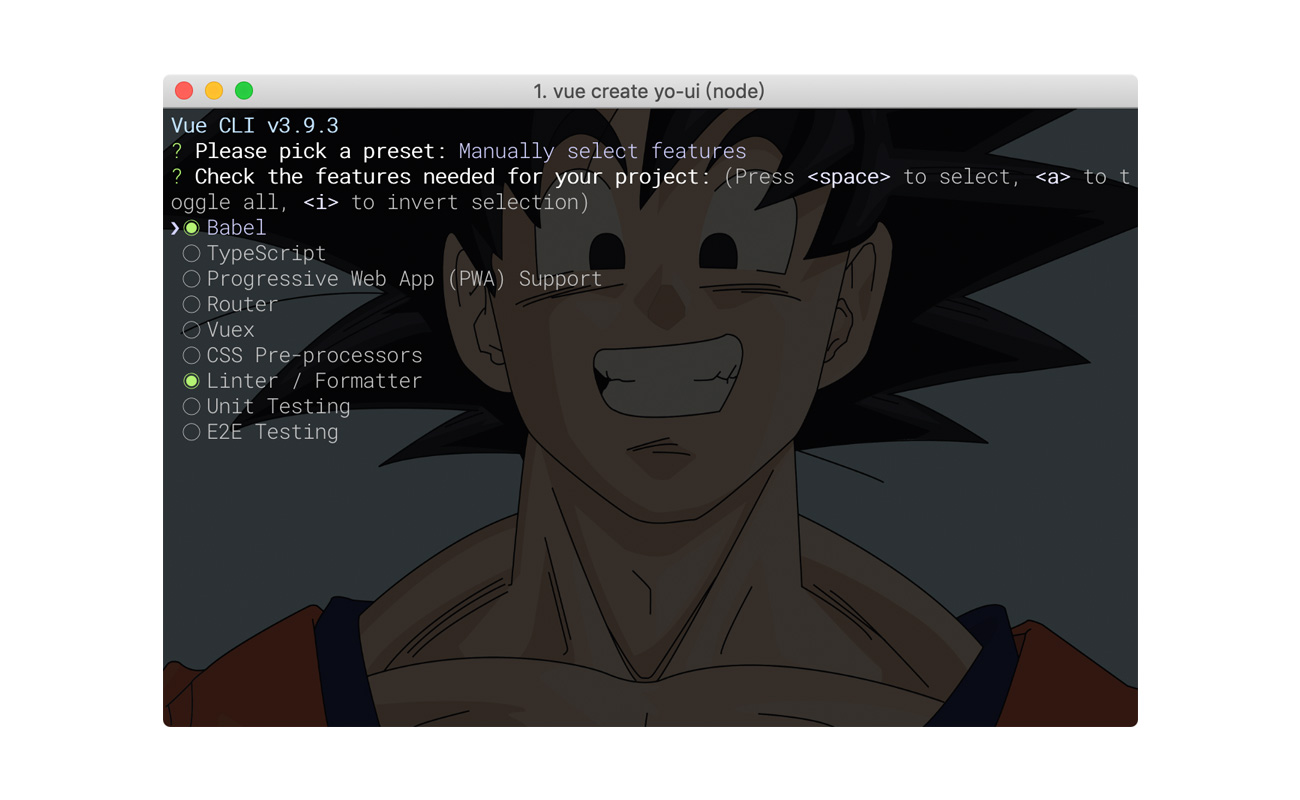 1. vue create yo-ui (node)
Vue CLI v3.9.3
? Please pick a preset: Manually select features
? Check the features needed for your project: (Press <space> to select, <a> to t
oggle all, <i> to invert selection)
❯◉ Babel
◯ TypeScript
◯ Progressive Web App (PWA) Support
◯ Router
◯ Vuex
◯ CSS Pre-processors
◉ Linter / Formatter
◯ Unit Testing
◯ E2E Testing